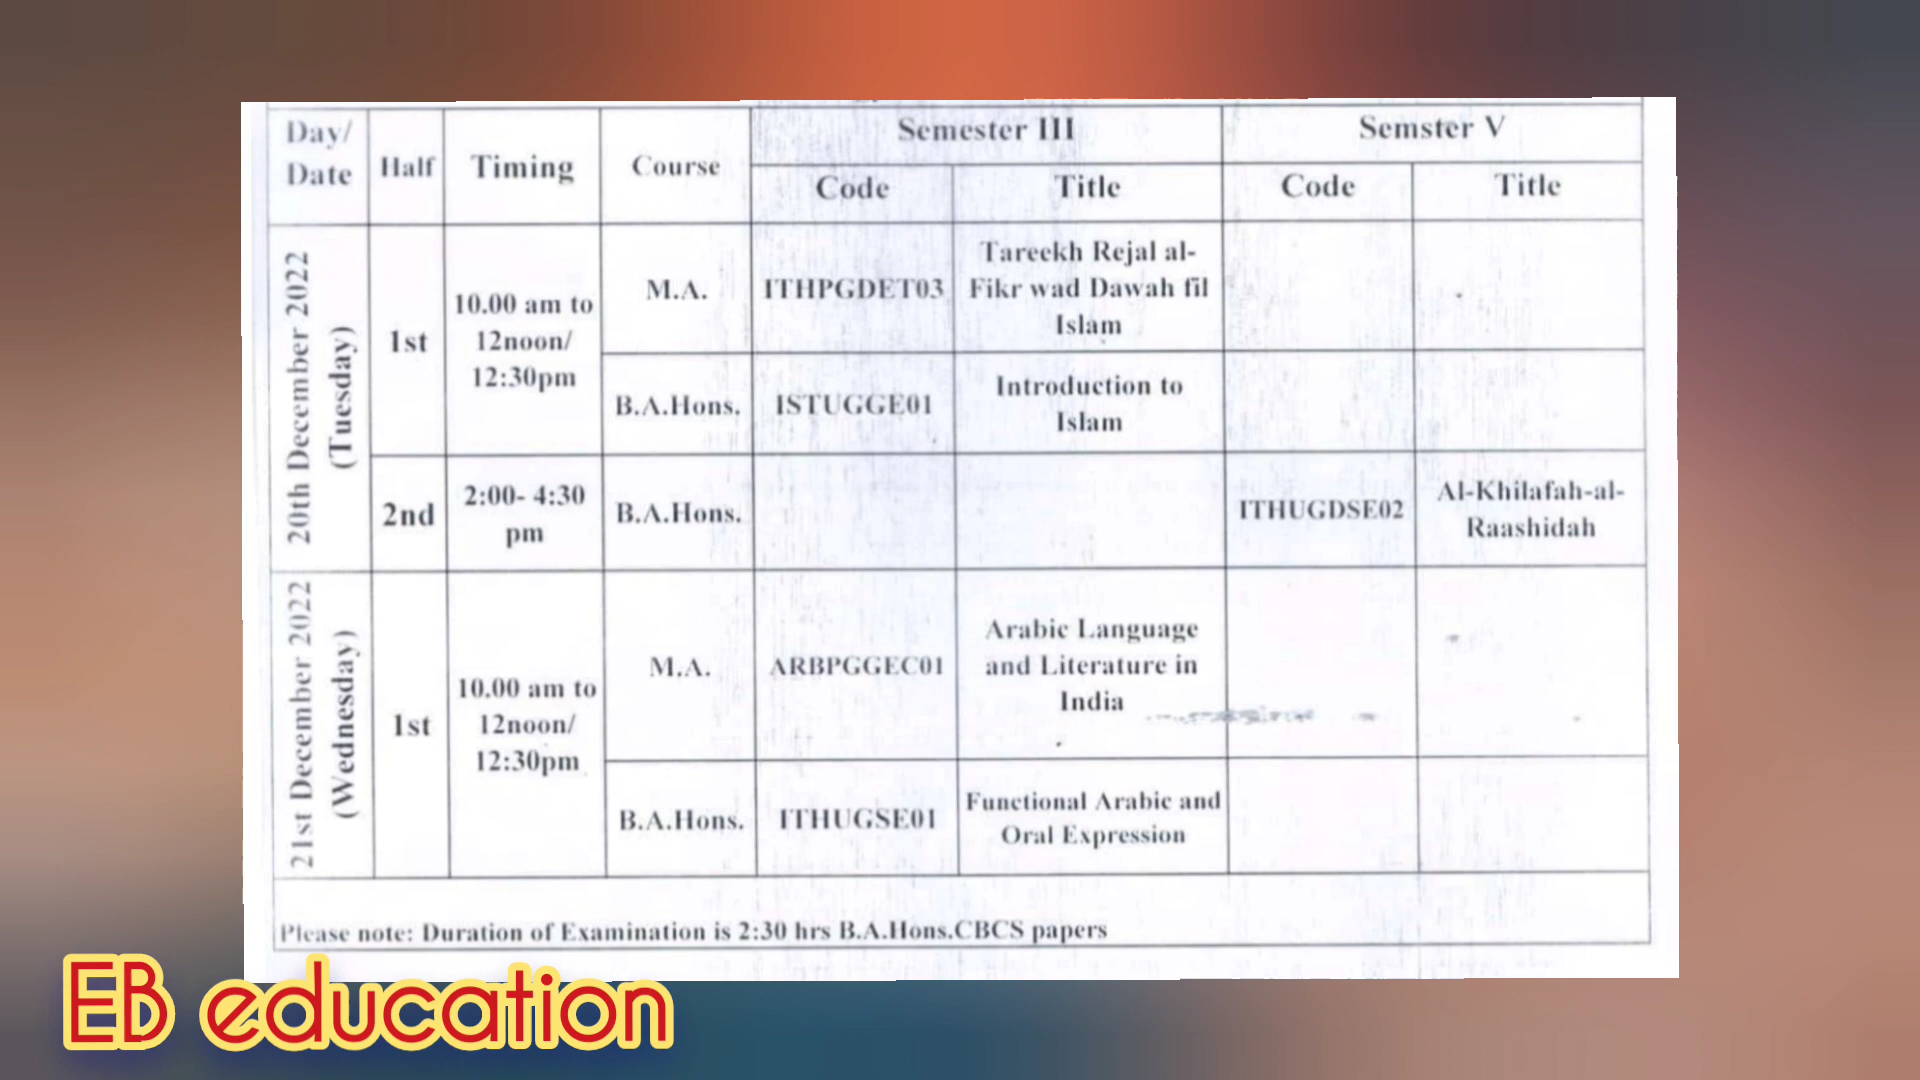 Day/
Date
Half
Timing
Course
Semester III
Semster V
Code
Title
Code
Title
20th December 2022
(Tuesday)
1st
10.00 am to
12noon/
12:30pm
M.A.
ITHPGDET03
Tareekh Rejal al-
Fikr wad Dawah fil
Islam
B.A.Hons.
ISTUGGE01
Introduction to
Islam
2nd
2:00- 4:30
pm
B.A.Hons.
ITHUGDSE02
Al-Khilafah-al-
Raashidah
21st December 2022
(Wednesday)
1st
10.00 am to
12noon/
12:30pm
M.A.
ARBPGGEC01
Arabic Language
and Literature in
India
B.A.Hons.
ITHUGSE01
Functional Arabic and
Oral Expression
Please note: Duration of Examination is 2:30 hrs B.A.Hons.CBCS papers
EB education